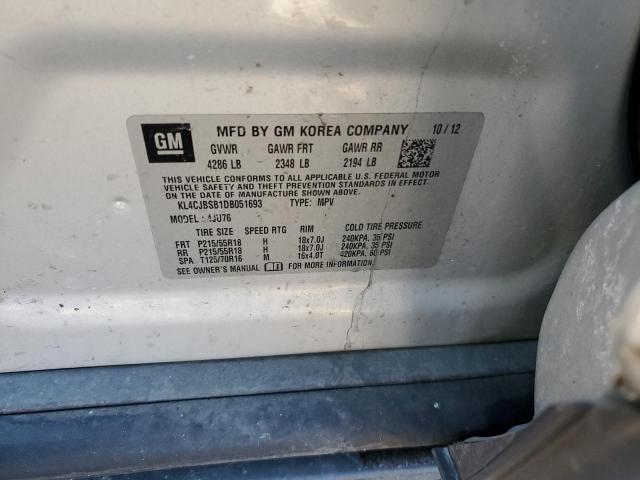 GM MFD BY GM KOREA COMPANY 10/12
GVWR GAWR FRT GAWR RR
4286 LB 2348 LB 2194 LB
THIS VEHICLE CONFORMS TO ALL APPLICABLE U.S. FEDERAL MOTOR
VEHICLE SAFETY AND THEFT PREVENTION STANDARDS IN EFFECT
ON THE DATE OF MANUFACTURE SHOWN ABOVE.
KL4CJBSB1DB051693 TYPE: MPV
MODEL: 4JU76
TIRE SIZE SPEED RTG RIM COLD TIRE PRESSURE
FRT P215/55R18 H 18x7.0J 240KPA, 35 PSI
RR P215/55R18 H 18x7.0J 240KPA, 35 PSI
SPA T125/70R16 M 16x4.0T 420KPA, 60 PSI
SEE OWNER'S MANUAL FOR MORE INFORMATION.